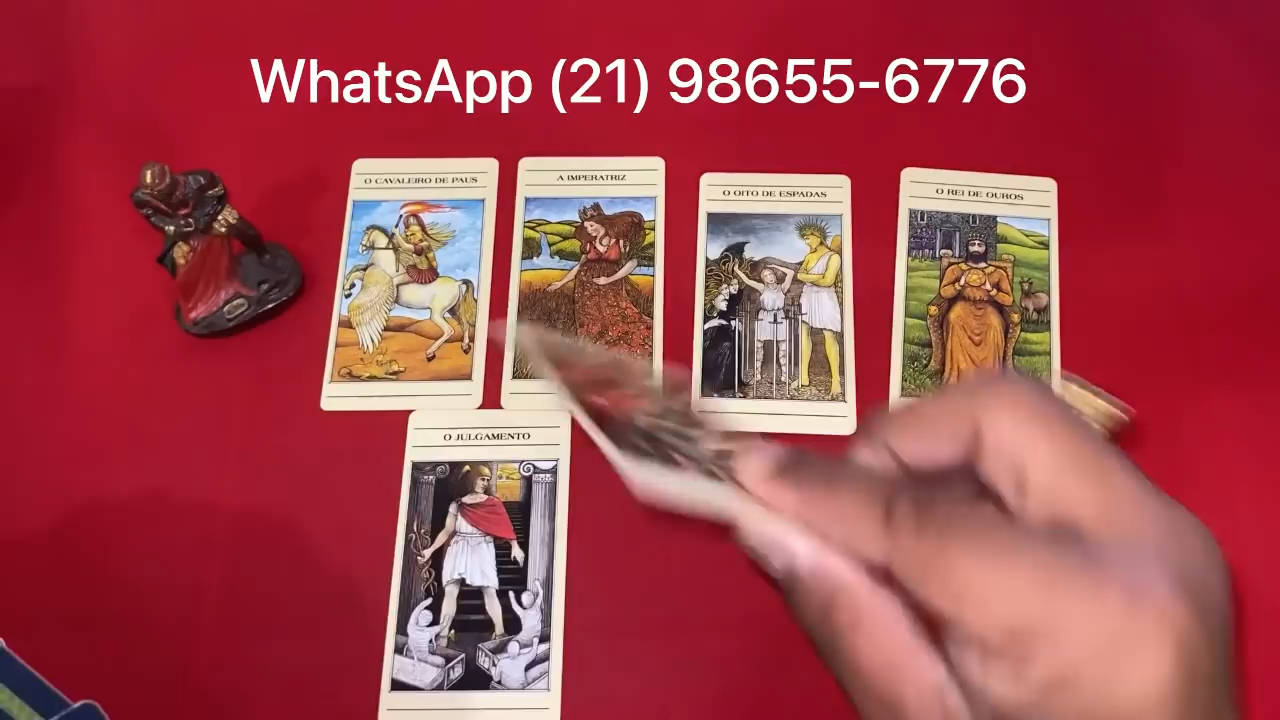 WhatsApp (21) 98655-6776
O CAVALEIRO DE PAUS
A IMPERATRIZ
O OITO DE ESPADAS
O REI DE OUROS
O JULGAMENTO